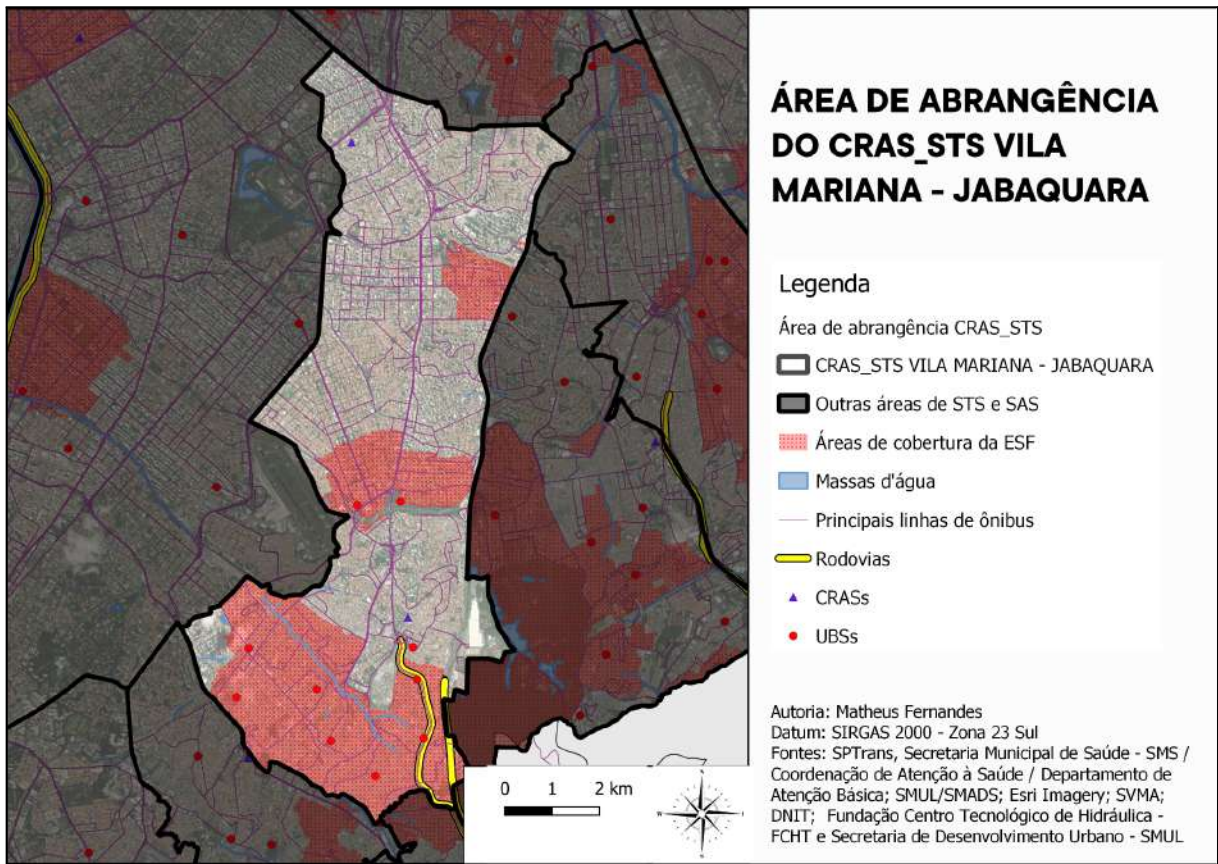 ÁREA DE ABRANGÊNCIA
DO CRAS_STS VILA
MARIANA - JABAQUARA
Legenda
Área de abrangência CRAS_STS
CRAS_STS VILA MARIANA - JABAQUARA
Outras áreas de STS e SAS
Áreas de cobertura da ESF
Massas d'água
Principais linhas de ônibus
Rodovias
CRASs
UBSs
Autoria: Matheus Fernandes
Datum: SIRGAS 2000 - Zona 23 Sul
Fontes: SPTrans, Secretaria Municipal de Saúde - SMS /
Coordenação de Atenção à Saúde / Departamento de
Atenção Básica; SMUL/SMADS; Esri Imagery; SVMA;
DNIT; Fundação Centro Tecnológico de Hidráulica -
FCHT e Secretaria de Desenvolvimento Urbano - SMUL
0 1 2 km